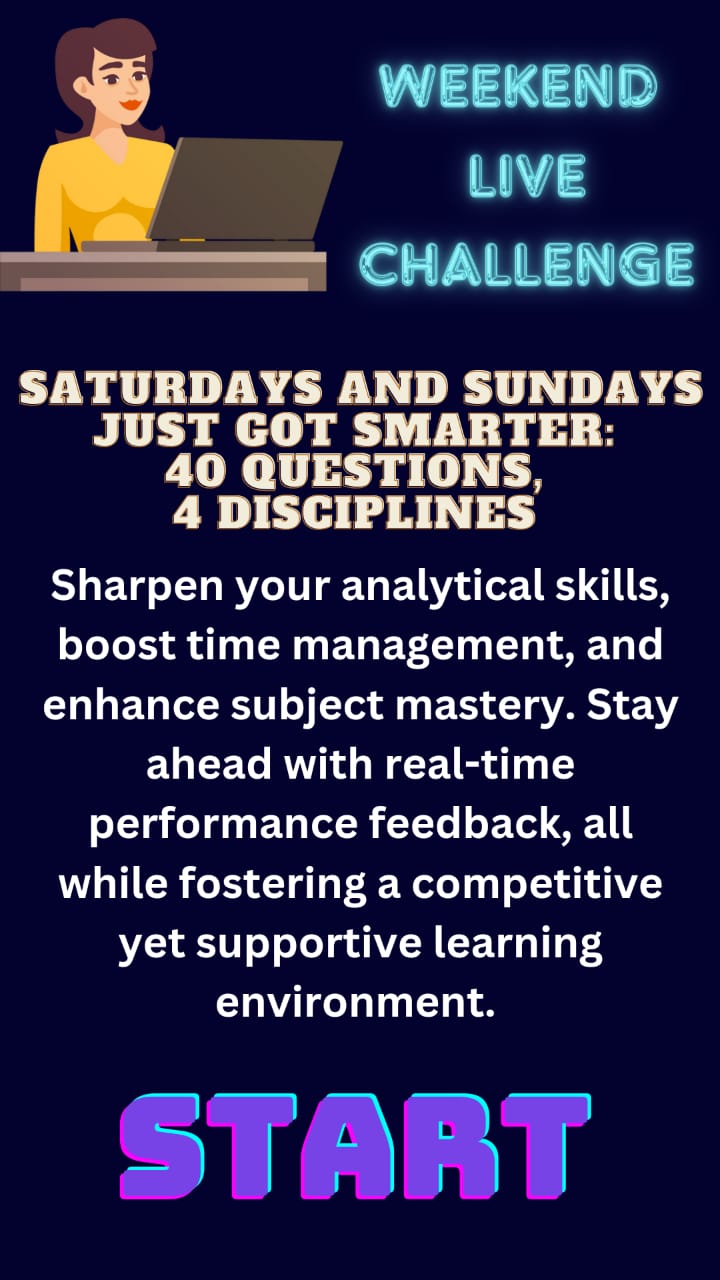 WEEKEND
LIVE
CHALLENGE
SATURDAYS AND SUNDAYS
JUST GOT SMARTER:
40 QUESTIONS,
4 DISCIPLINES
Sharpen your analytical skills,
boost time management, and
enhance subject mastery. Stay
ahead with real-time
performance feedback, all
while fostering a competitive
yet supportive learning
environment.
START